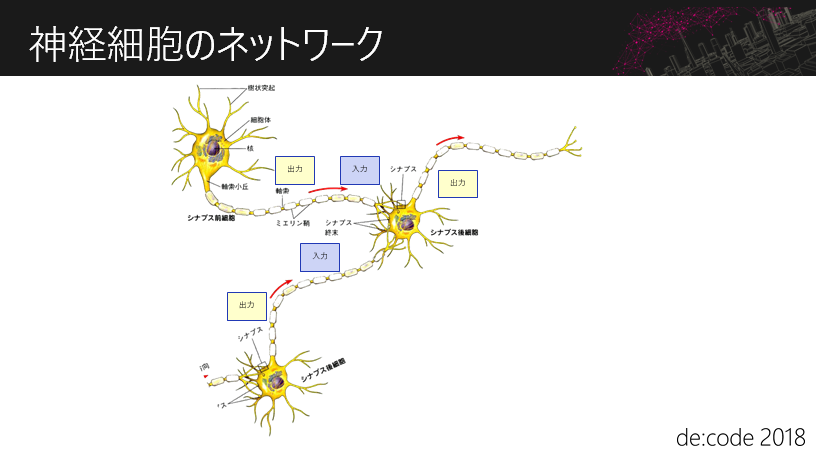 神経細胞のネットワーク
樹状突起
細胞体
核
出力
入力
シナプス
軸索小丘
軸索
出力
シナプス前細胞
ミエリン鞘
シナプス
終末
シナプス後細胞
入力
出力
シナプス
シナプス後細胞
de:code 2018